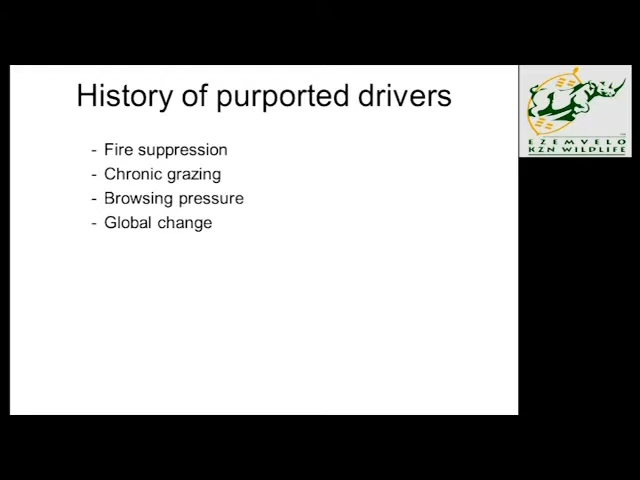 History of purported drivers
- Fire suppression
- Chronic grazing
- Browsing pressure
- Global change
EZEMVELO
KZN WILDLIFE